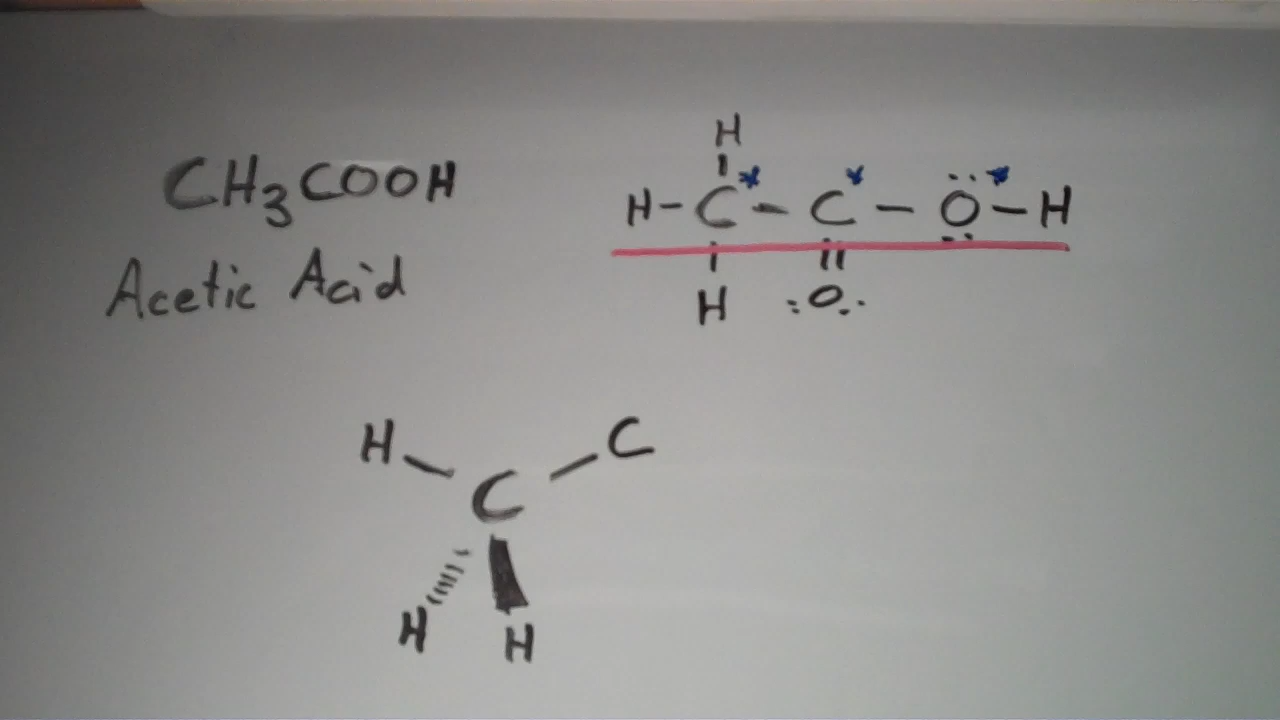 CH3COOH
Acetic Acid
H
H-C-C-O-H
H :O:
H C
C
H H